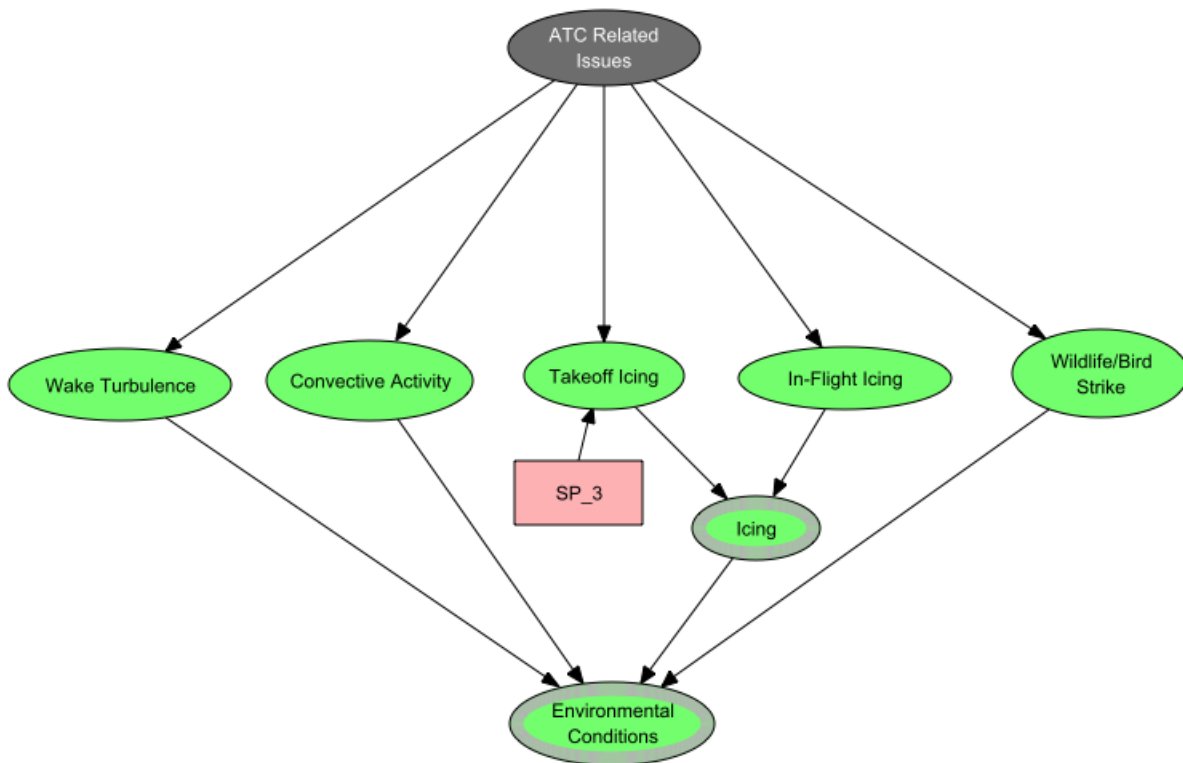 ATC Related
Issues
Wake Turbulence
Convective Activity
Takeoff Icing
In-Flight Icing
Wildlife/Bird
Strike
SP_3
Icing
Environmental
Conditions